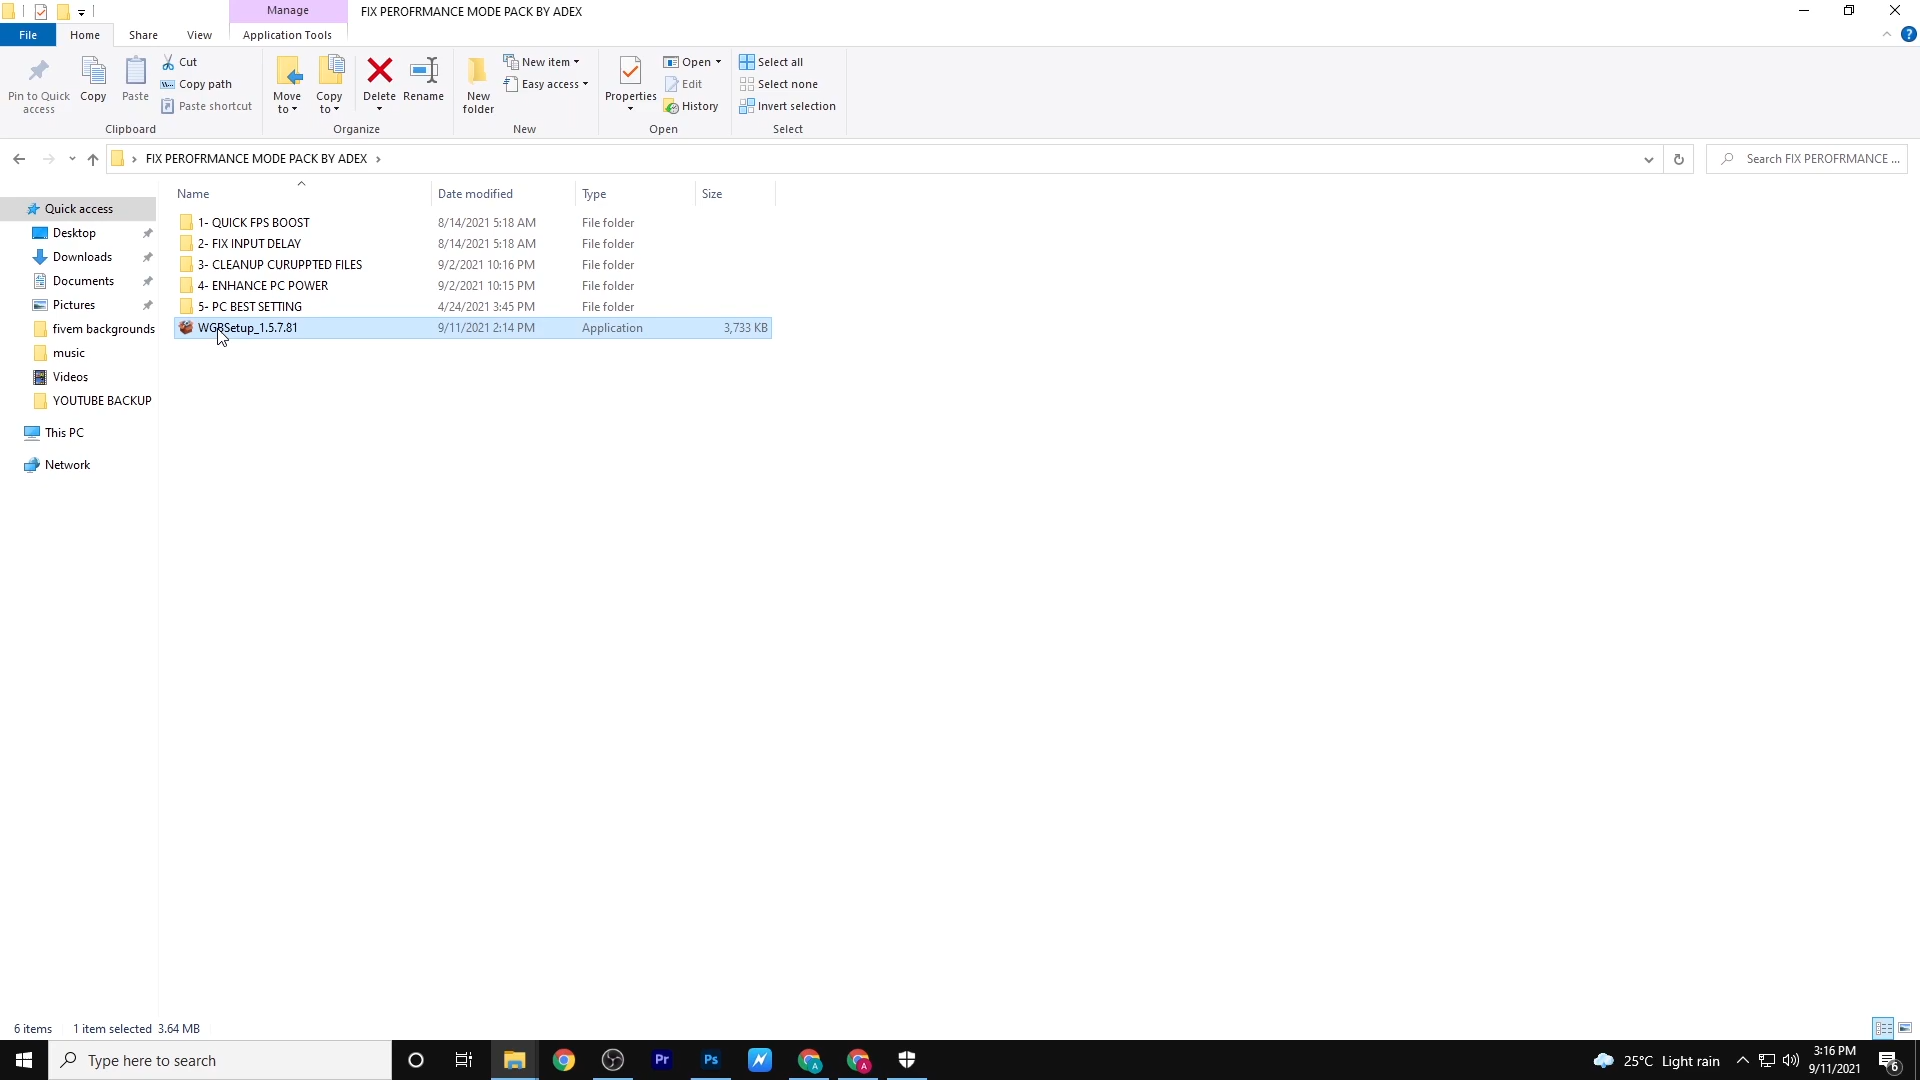 Manage
FIX PEROFRMANCE MODE PACK BY ADEX
File
Home
Share
View
Application Tools
Pin to Quick access
Copy
Paste
Cut
Copy path
Paste shortcut
Clipboard
Move to
Copy to
Delete
Rename
Organize
New folder
New item
Easy access
New
Properties
Open
Edit
History
Open
Select all
Select none
Invert selection
Select
FIX PEROFRMANCE MODE PACK BY ADEX
Search FIX PEROFRMANCE ...
Name
Date modified
Type
Size
Quick access
Desktop
Downloads
Documents
Pictures
fivem backgrounds
music
Videos
YOUTUBE BACKUP
This PC
Network
1- QUICK FPS BOOST 8/14/2021 5:18 AM File folder
2- FIX INPUT DELAY 8/14/2021 5:18 AM File folder
3- CLEANUP CURUPPTED FILES 9/2/2021 10:16 PM File folder
4- ENHANCE PC POWER 9/2/2021 10:15 PM File folder
5- PC BEST SETTING 4/24/2021 3:45 PM File folder
WGBSetup_1.5.7.81 9/11/2021 2:14 PM Application 3,733 KB
6 items 1 item selected 3.64 MB
Type here to search
Pr
Ps
A
A
25°C Light rain
3:16 PM
9/11/2021
6